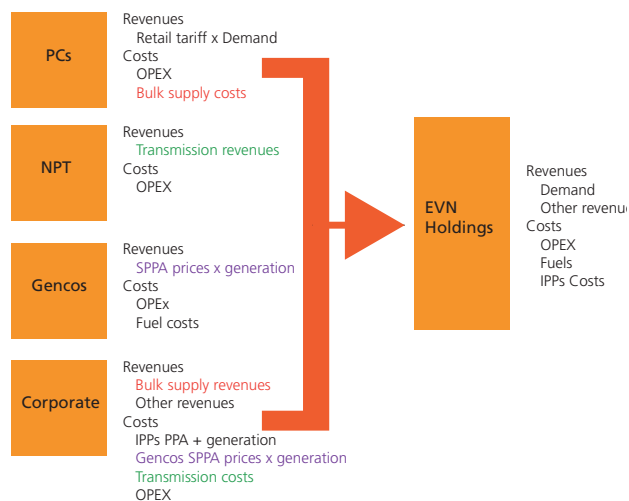 PCs
Revenues
Retail tariff x Demand
Costs
OPEX
Bulk supply costs
NPT
Revenues
Transmission revenues
Costs
OPEX
Gencos
Revenues
SPPA prices x generation
Costs
OPEx
Fuel costs
Corporate
Revenues
Bulk supply revenues
Other revenues
Costs
IPPs PPA + generation
Gencos SPPA prices x generation
Transmission costs
OPEX
EVN
Holdings
Revenues
Demand
Other revenue
Costs
OPEX
Fuels
IPPs Costs